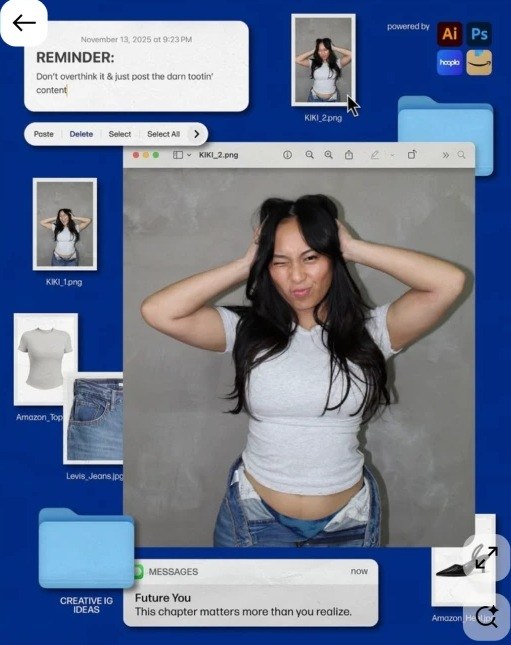 November 13, 2025 at 9:23 PM
powered by
Ai
Ps
REMINDER:
hoopla
Don't overthink it & just post the darn tootin'
content
KIKI_2.png
Paste
Delete
Select
Select All
KIKI_2.png
KIKI_1.png
Amazon_Top
Levis_Jeans.jpg
MESSAGES
now
Future You
This chapter matters more than you realize.
CREATIVE IG
IDEAS